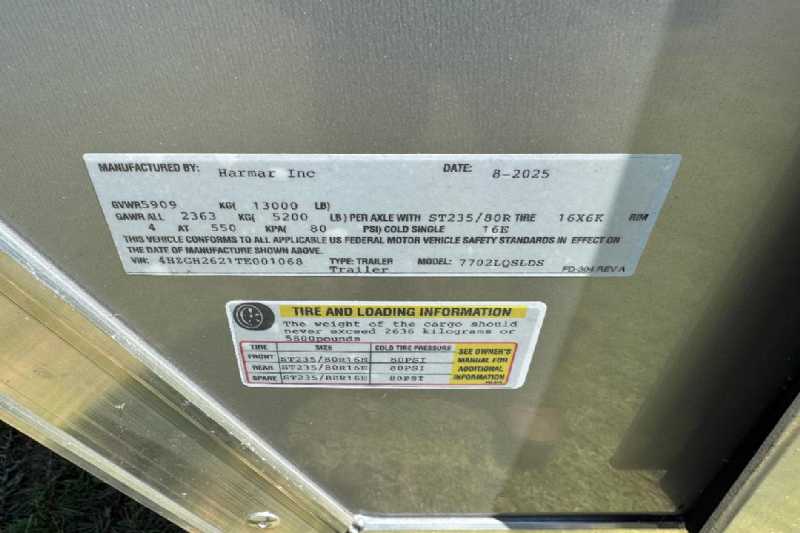 MANUFACTURED BY: Harmar Inc DATE: 8-2025
GVWR5909 KG( 13000 LB)
GAWR ALL 2363 KG( 5200 LB) PER AXLE WITH ST235/80R TIRE 16X6K RIM
4 AT 550 KPA( 80 PSI) COLD SINGLE 16E
THIS VEHICLE CONFORMS TO ALL APPLICABLE US FEDERAL MOTOR VEHICLE SAFETY STANDARDS IN EFFECT ON
THE DATE OF MANUFACTURE SHOWN ABOVE.
VIN: TYPE: TRAILER MODEL: 7702LQSLDS
Trailer FD-304 REV A
TIRE AND LOADING INFORMATION
The weight of the cargo should
never exceed 2636 kilograms or
5800pounds
TIRE SIZE COLD TIRE PRESSURE
FRONT ST235/80R16E 80PSI
REAR ST235/80R16E 80PSI
SPARE ST235/80R16E 80PSI
SEE OWNER'S
MANUAL FOR
ADDITIONAL
INFORMATION